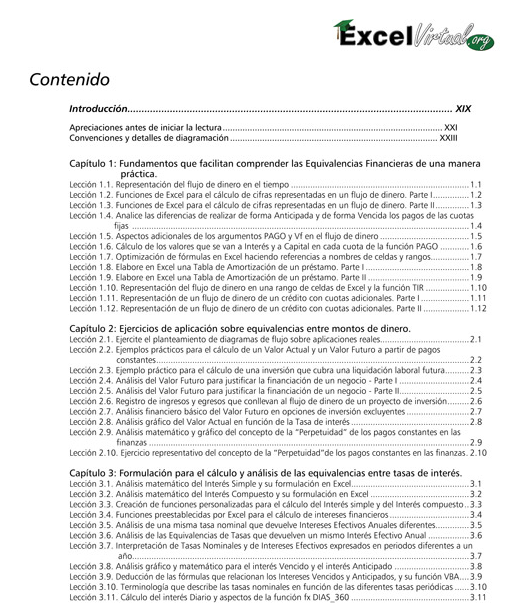 ExcelVirtual.org
Contenido
Introducción.................................................................................................................. XIX
Apreciaciones antes de iniciar la lectura................................................................................... XXI
Convenciones y detalles de diagramación................................................................................ XXIII
Capítulo 1: Fundamentos que facilitan comprender las Equivalencias Financieras de una manera
práctica.
Lección 1.1. Representación del flujo de dinero en el tiempo .....................................................................1.1
Lección 1.2. Funciones de Excel para el cálculo de cifras representadas en un flujo de dinero. Parte I..............1.2
Lección 1.3. Funciones de Excel para el cálculo de cifras representadas en un flujo de dinero. Parte II.............1.3
Lección 1.4. Analice las diferencias de realizar de forma Anticipada y de forma Vencida los pagos de las cuotas
fijas ..................................................................................................................................1.4
Lección 1.5. Aspectos adicionales de los argumentos PAGO y Vf en el flujo de dinero ..................................1.5
Lección 1.6. Cálculo de los valores que se van a Interés y a Capital en cada cuota de la función PAGO ...........1.6
Lección 1.7. Optimización de fórmulas en Excel haciendo referencias a nombres de celdas y rangos..............1.7
Lección 1.8. Elabore en Excel una Tabla de Amortización de un préstamo. Parte I ........................................1.8
Lección 1.9. Elabore en Excel una Tabla de Amortización de un préstamo. Parte II .......................................1.9
Lección 1.10. Representación del flujo de dinero en una rango de celdas de Excel y la función TIR .................1.10
Lección 1.11. Representación de un flujo de dinero de un crédito con cuotas adicionales. Parte I...................1.11
Lección 1.12. Representación de un flujo de dinero de un crédito con cuotas adicionales. Parte II ..................1.12
Capítulo 2: Ejercicios de aplicación sobre equivalencias entre montos de dinero.
Lección 2.1. Ejercite el planteamiento de diagramas de flujo sobre aplicaciones reales..................................2.1
Lección 2.2. Ejemplos prácticos para el cálculo de un Valor Actual y un Valor Futuro a partir de pagos
constantes.........................................................................................................................2.2
Lección 2.3. Ejemplo práctico para el cálculo de una inversión que cubra una liquidación laboral futura.........2.3
Lección 2.4. Análisis del Valor Futuro para justificar la financiación de un negocio - Parte I ...........................2.4
Lección 2.5. Análisis del Valor Futuro para justificar la financiación de un negocio - Parte II...........................2.5
Lección 2.6. Registro de ingresos y egresos que conllevan al flujo de dinero de un proyecto de inversión........2.6
Lección 2.7. Análisis financiero básico del Valor Futuro en opciones de inversión excluyentes ........................2.7
Lección 2.8. Análisis gráfico del Valor Actual en función de la Tasa de interés..............................................2.8
Lección 2.9. Análisis matemático y gráfico del concepto de la “Perpetuidad” de los pagos constantes en las
finanzas ............................................................................................................................2.9
Lección 2.10. Ejercicio representativo del concepto de la “Perpetuidad”de los pagos constantes en las finanzas. 2.10
Capítulo 3: Formulación para el cálculo y análisis de las equivalencias entre tasas de interés.
Lección 3.1. Análisis matemático del Interés Simple y su formulación en Excel.............................................3.1
Lección 3.2. Análisis matemático del Interés Compuesto y su formulación en Excel ......................................3.2
Lección 3.3. Creación de funciones personalizadas para el cálculo del Interés simple y del Interés compuesto ..3.3
Lección 3.4. Funciones preestablecidas por Excel para el cálculo de intereses financieros ...............................3.4
Lección 3.5. Análisis de una misma tasa nominal que devuelve Intereses Efectivos Anuales diferentes.............3.5
Lección 3.6. Análisis de las Equivalencias de Tasas que devuelven un mismo Interés Efectivo Anual ................3.6
Lección 3.7. Interpretación de Tasas Nominales y de Intereses Efectivos expresados en periodos diferentes a un
año...................................................................................................................................3.7
Lección 3.8. Análisis gráfico y matemático para el interés Vencido y el interés Anticipado .............................3.8
Lección 3.9. Deducción de las fórmulas que relacionan los Intereses Vencidos y Anticipados, y su función VBA....3.9
Lección 3.10. Terminología que describe las tasas nominales en función de las diferentes tasas periódicas ......3.10
Lección 3.11. Cálculo del interés Diario y aspectos de la función fx DIAS_360 .............................................3.11